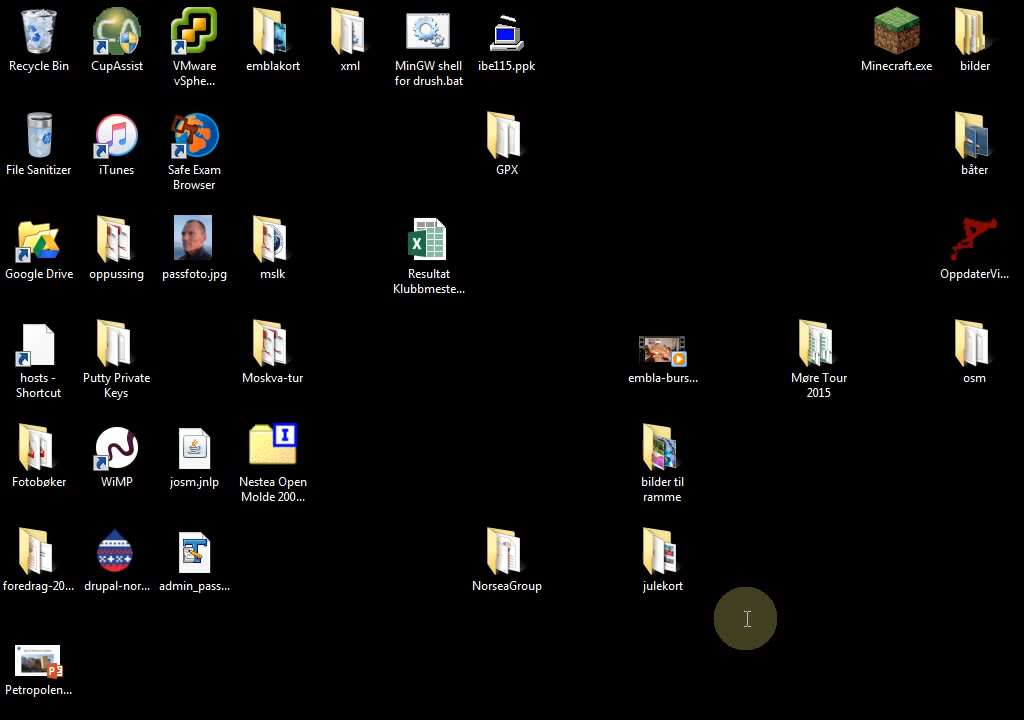 Recycle Bin
CupAssist
VMware
vSphe...
emblakort
xml
MinGW shell
for drush.bat
ibe115.ppk
Minecraft.exe
bilder
File Sanitizer
iTunes
Safe Exam
Browser
GPX
båter
Google Drive
oppussing
passfoto.jpg
mslk
Resultat
Klubbmeste...
OppdaterVi...
hosts -
Shortcut
Putty Private
Keys
Moskva-tur
embla-burs...
Møre Tour
2015
osm
Fotobøker
WiMP
josm.jnlp
Nestea Open
Molde 200...
bilder til
ramme
foredrag-20...
drupal-nor...
admin_pass...
NorseaGroup
julekort
Petropolen...